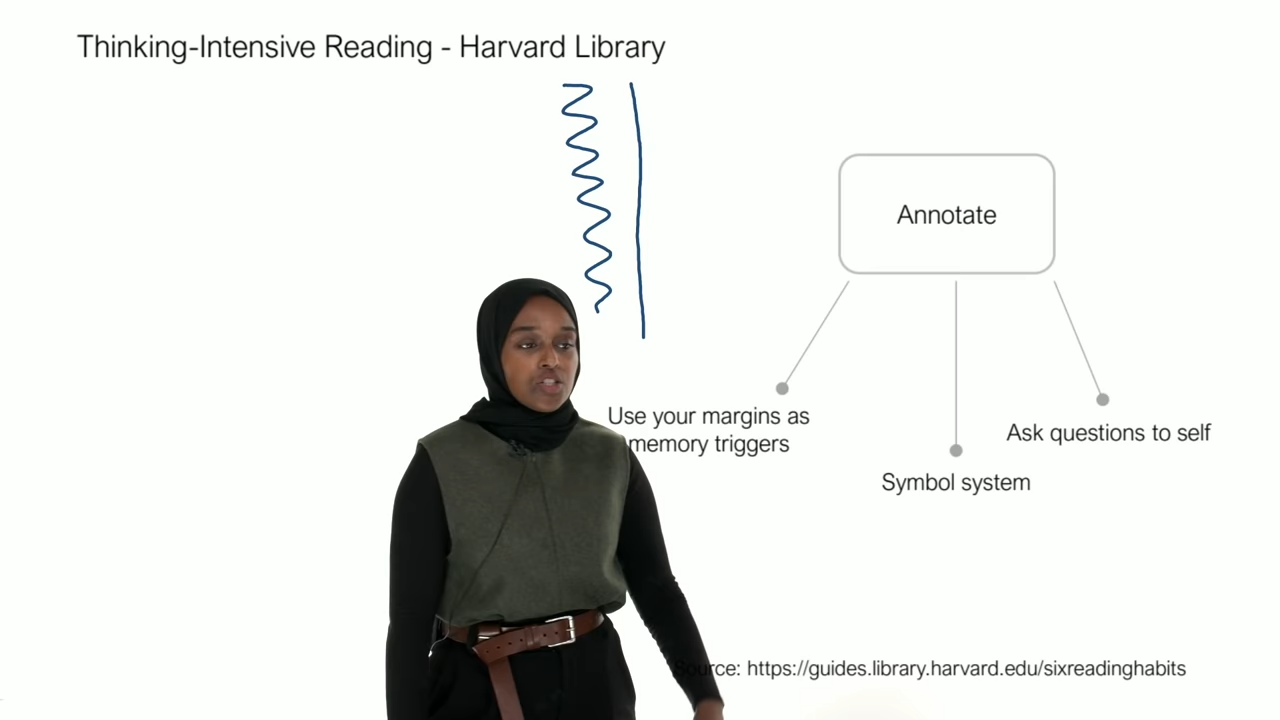 Thinking-Intensive Reading - Harvard Library
Annotate
Use your margins as
memory triggers
Ask questions to self
Symbol system
Source: https://guides.library.harvard.edu/sixreadinghabits